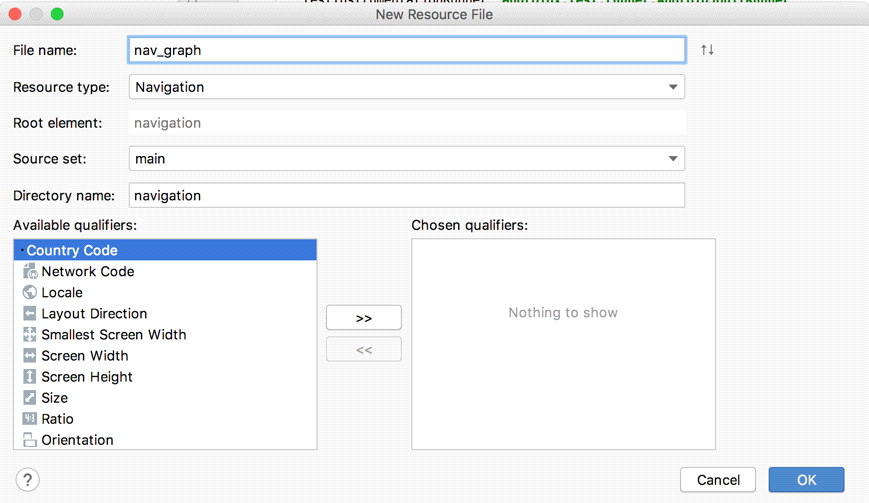 New Resource File
File name: nav_graph
Resource type: Navigation
Root element: navigation
Source set: main
Directory name: navigation
Available qualifiers: Chosen qualifiers:
Country Code
Network Code
Locale
Layout Direction
Smallest Screen Width
Screen Width
Screen Height
Size
Ratio
Orientation
>>
<<
Nothing to show
? Cancel OK